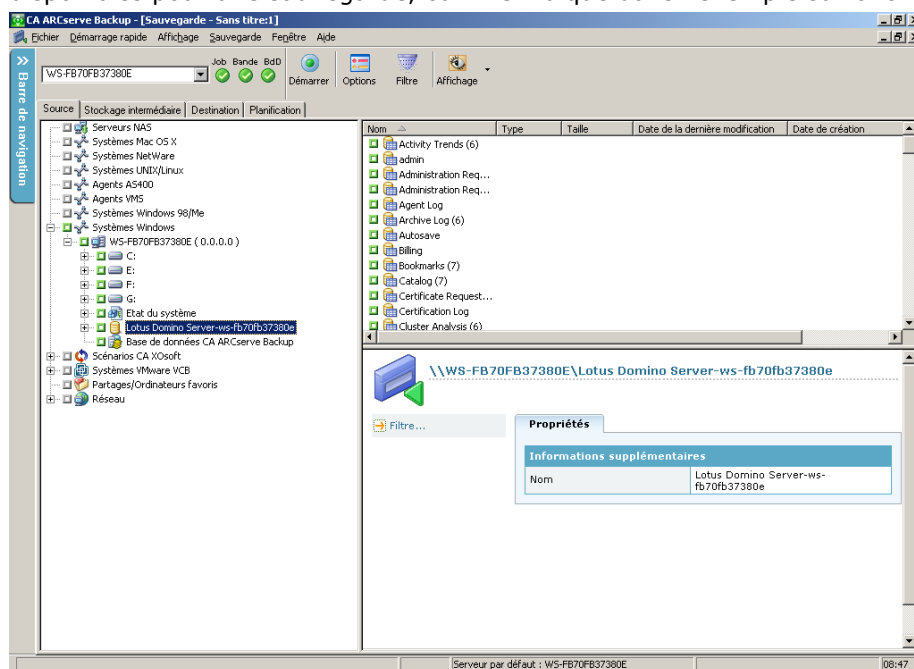 CA ARCserve Backup - [Sauvegarde - Sans titre:1]
Fichier Démarrage rapide Affichage Sauvegarde Fenêtre Aide
Barre de navigation
WS-FB70FB37380E
Job Bande BdD
Démarrer
Options
Filtre
Affichage
Source
Stockage intermédiaire
Destination
Planification
Serveurs NAS
Systèmes Mac OS X
Systèmes NetWare
Systèmes UNIX/Linux
Agents AS400
Agents VMS
Systèmes Windows 98/Me
Systèmes Windows
WS-FB70FB37380E ( 0.0.0.0 )
C:
E:
F:
G:
Etat du système
Lotus Domino Server-ws-fb70fb37380e
Base de données CA ARCserve Backup
Scénarios CA XOsoft
Systèmes VMware VCB
Partages/Ordinateurs favoris
Réseau
Nom Type Taille Date de la dernière modification Date de création
Activity Trends (6)
admin
Administration Req...
Administration Req...
Agent Log
Archive Log (6)
Autosave
Billing
Bookmarks (7)
Catalog (7)
Certificate Request...
Certification Log
Cluster Analysis (6)
\\WS-FB70FB37380E\Lotus Domino Server-ws-fb70fb37380e
Filtre...
Propriétés
Informations supplémentaires
Nom
Lotus Domino Server-ws-
fb70fb37380e
Serveur par défaut : WS-FB70FB37380E
08:47